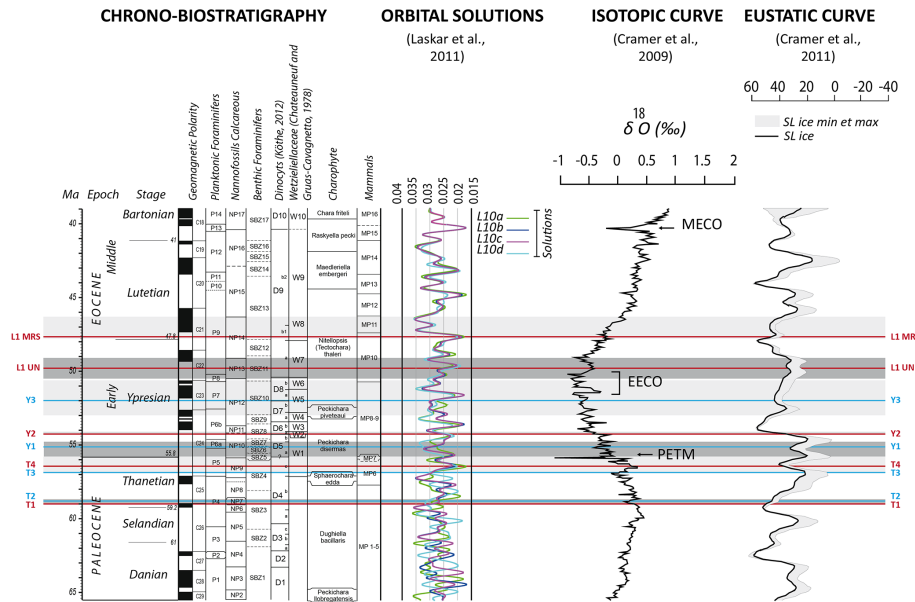 CHRONO-BIOSTRATIGRAPHY
ORBITAL SOLUTIONS
(Laskar et al.,
2011)
ISOTOPIC CURVE
(Cramer et al.,
2009)
EUSTATIC CURVE
(Cramer et al.,
2011)
60 40 20 0 -40
SL ice min et max
SL ice
18
δ O (‰)
-1 -0.5 0 0.5 1 1.5 2
Ma
Epoch
Stage
Geomagnetic Polarity
Planktonic Foraminifers
Nannofossils Calcareous
Benthic Foraminifers
Dinocyts (Köthe, 2012)
Wetzeliellaceae (Chateauneuf and
Gruas-Cavagnetto, 1978)
Charophyte
Mammals
0.04
0.035
0.03
0.025
0.02
0.015
L10a
L10b
L10c
L10d
Solutions
40
45
50
55
60
65
EOCENE
PALEOCENE
Middle
Early
Bartonian
41
Lutetian
47.8
Ypresian
55.8
Thanetian
59.2
Selandian
61
Danian
C18
C19
C20
C21
C22
C23
C24
C25
C26
C27
C28
C29
P14
P13
P12
P11
P10
P9
P8
P7
P6b
P6a
P5
P4
P3
P2
P1
NP17
NP16
NP15
NP14
NP13
NP12
NP11
NP10
NP9
NP8
NP7
NP6
NP5
NP4
NP3
NP2
SBZ17
SBZ16
SBZ15
SBZ14
SBZ13
SBZ12
SBZ11
SBZ10
SBZ9
SBZ8
SBZ7
SBZ6
SBZ5
SBZ4
SBZ3
SBZ2
SBZ1
D10
D9
b2
b1
a
D8
b
a
D7
b
a
D6
b
a
D5
b
a
?
D4
b
a
D3
c
b
a
D2
D1
W10
W9
W8
W7
W6
W5
W4
W3
W2
W1
Chara friteli
Raskyella pecki
Maedleriella
embergeri
Nitellopsis
(Tectochara)
thaleri
Peckichara
piveteaui
Peckichara
disermas
Sphaerochara
edda
Dughiella
bacillaris
Peckichara
llobregatensis
MP16
MP15
MP14
MP13
MP12
MP11
MP10
MP8-9
MP7
MP6
MP 1-5
MECO
EECO
PETM
L1 MRS
L1 UN
Y3
Y2
Y1
T4
T3
T2
T1
L1 MR
L1 UN
Y3
Y2
Y1
T4
T3
T2
T1